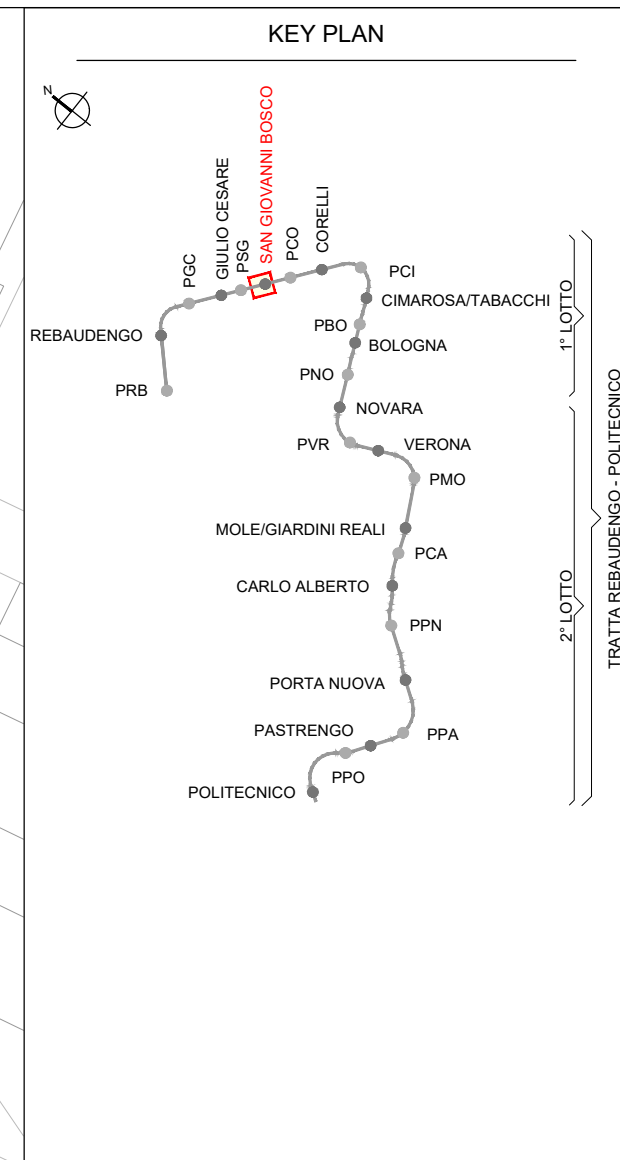 KEY PLAN
N
PGC
GIULIO CESARE
PSG
SAN GIOVANNI BOSCO
PCO
CORELLI
PCI
CIMAROSA/TABACCHI
REBAUDENGO
PBO
BOLOGNA
PRB
PNO
NOVARA
PVR
VERONA
PMO
MOLE/GIARDINI REALI
PCA
CARLO ALBERTO
PPN
PORTA NUOVA
PASTRENGO
PPA
PPO
POLITECNICO
1° LOTTO
2° LOTTO
TRATTA REBAUDENGO - POLITECNICO